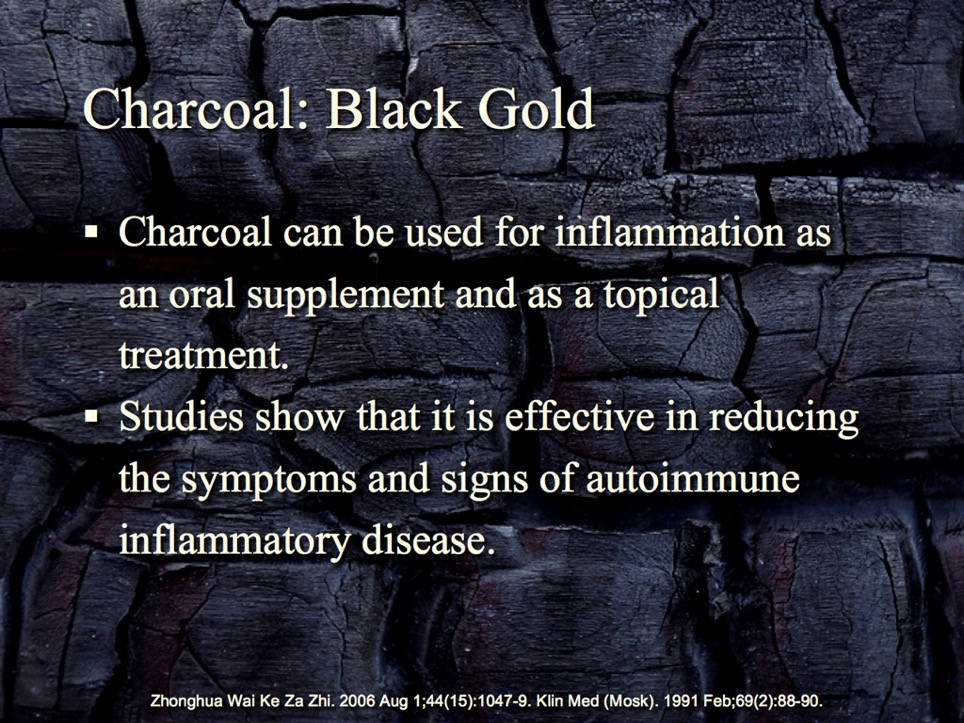 Charcoal: Black Gold
▪ Charcoal can be used for inflammation as
an oral supplement and as a topical
treatment.
▪ Studies show that it is effective in reducing
the symptoms and signs of autoimmune
inflammatory disease.
Zhonghua Wai Ke Za Zhi. 2006 Aug 1;44(15):1047-9. Klin Med (Mosk). 1991 Feb;69(2):88-90.